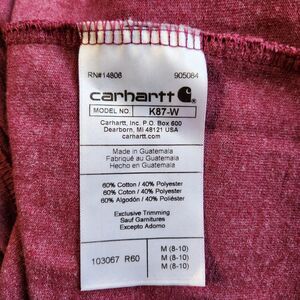 RN#14806 905084
carhartt
MODEL NO. K87-W
Carhartt, Inc. P.O. Box 600
Dearborn, MI 48121 USA
carhartt.com
Made in Guatemala
Fabriqué au Guatemala
Hecho en Guatemala
60% Cotton / 40% Polyester
60% Coton / 40% Polyester
60% Algodón / 40% Poliéster
Exclusive Trimming
Sauf Garnitures
Excepto Adorno
103067 R60
M (8-10)
M (8-10)
M (8-10)